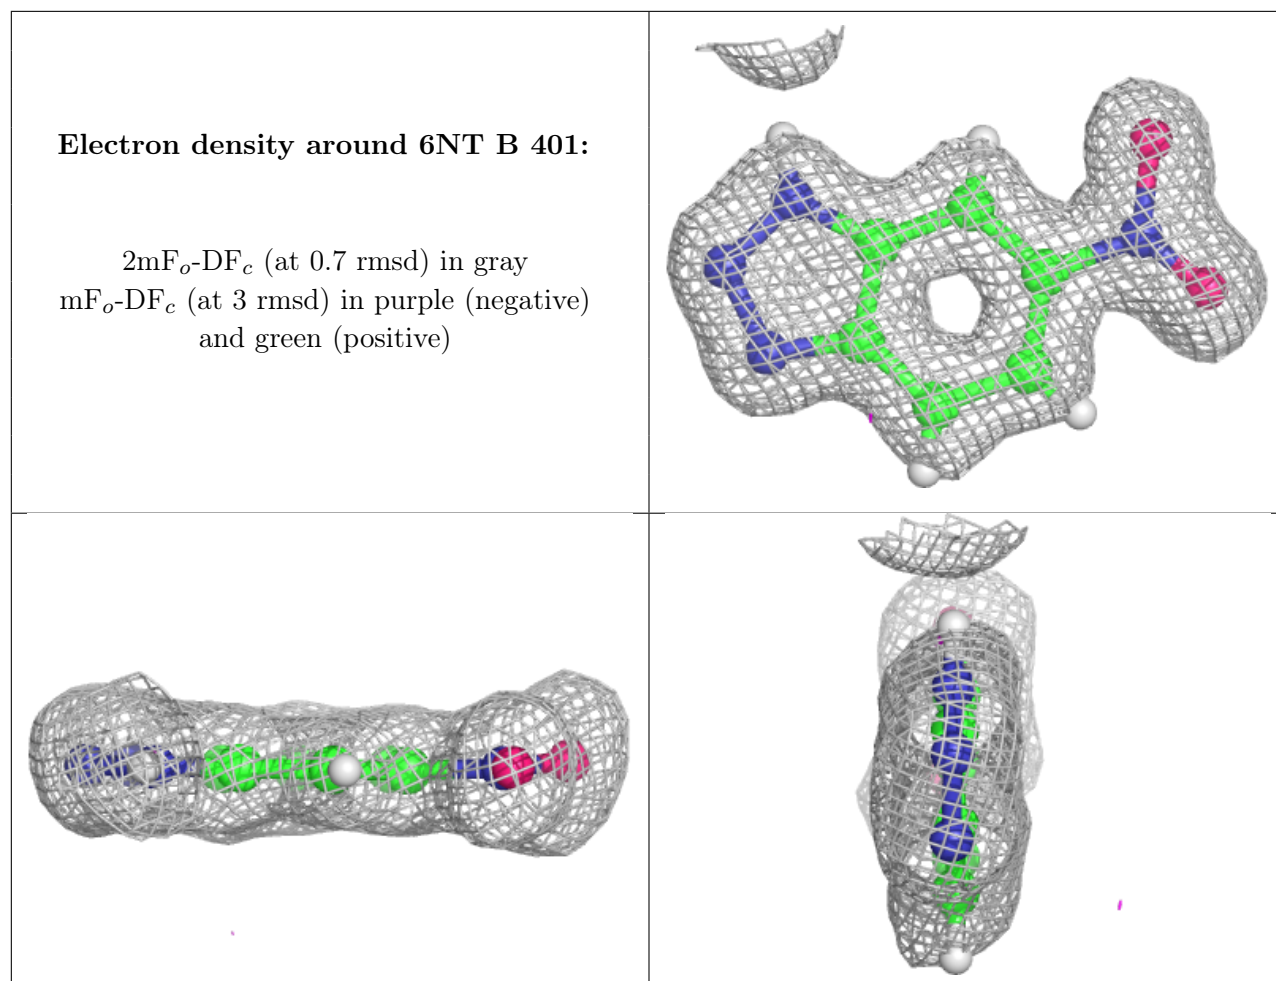 Electron density around 6NT B 401:
2mFo-DFc (at 0.7 rmsd) in gray
mFo-DFc (at 3 rmsd) in purple (negative)
and green (positive)